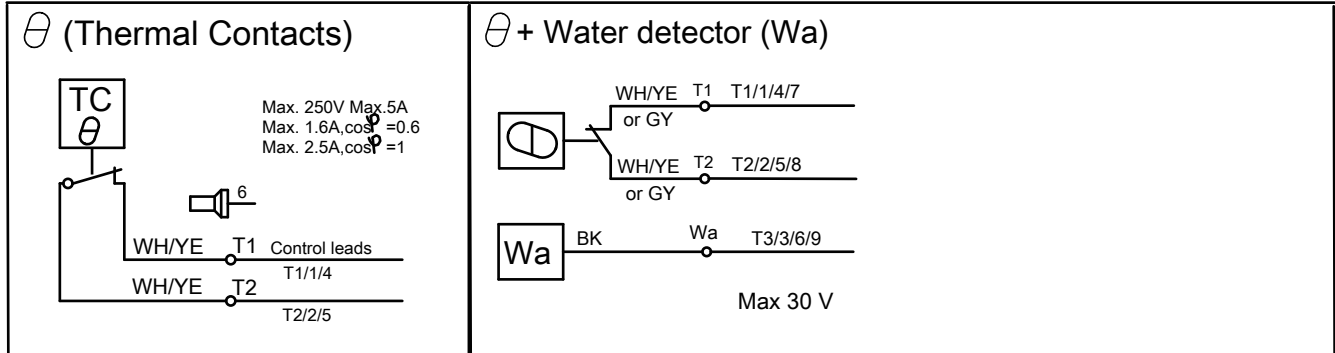 θ (Thermal Contacts)
TC
θ
Max. 250V Max.5A
Max. 1.6A,cosφ =0.6
Max. 2.5A,cosφ =1
6
WH/YE T1 Control leads
T1/1/4
WH/YE T2
T2/2/5
θ + Water detector (Wa)
WH/YE T1 T1/1/4/7
or GY
θ
WH/YE T2 T2/2/5/8
or GY
Wa BK Wa T3/3/6/9
Max 30 V